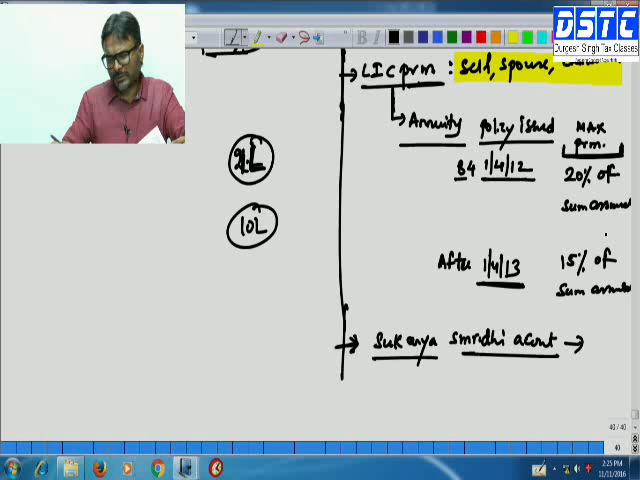 DSTC
Durgesh Singh Tax Classes
→ LIC prm : Self, Spouse,
→ Annuity policy issued MAX prm.
B4 1/4/12 20% of
sum assured
10L
After 1/4/13 15% of
sum assured
→ Sukanya Smridhi acont →
40 / 40
40
2:25 PM
11/11/2016